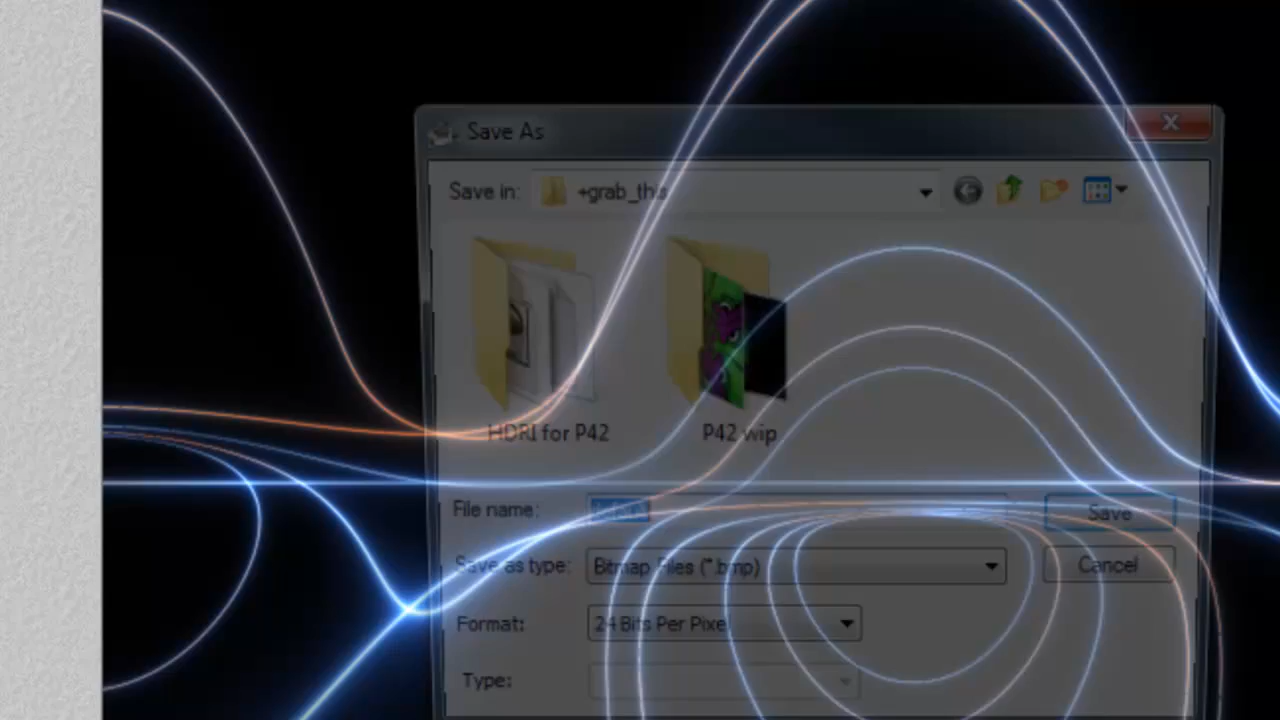 Save As
Save in: +grab_this
HDRI for P42
P42 wip
File name:
Save
Save as type: Bitmap Files (*.bmp)
Cancel
Format: 24 Bits Per Pixel
Type: